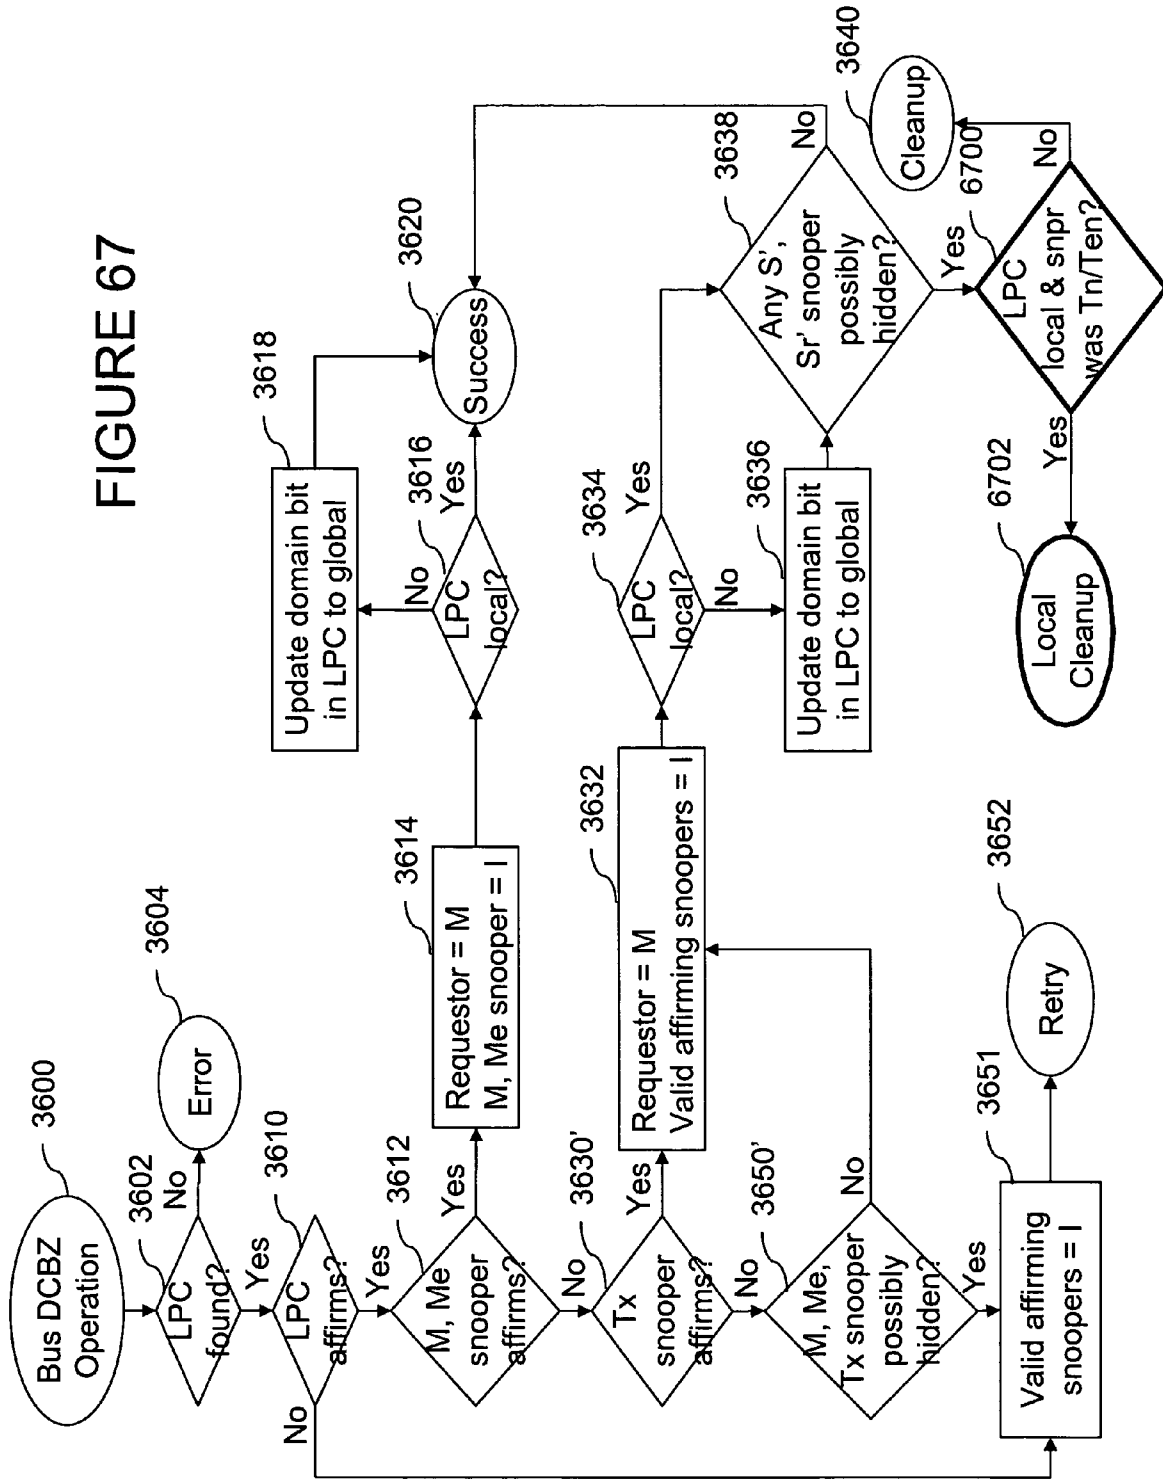 FIGURE 67
Bus DCBZ
Operation
3600
LPC
found?
3602
No
Error
3604
Yes
LPC
affirms?
3610
No
Yes
M, Me
snooper
affirms?
3612
Yes
Requestor = M
M, Me snooper = I
3614
LPC
local?
3616
No
Yes
Update domain bit
in LPC to global
3618
Success
3620
No
Tx
snooper
affirms?
3630'
Yes
Requestor = M
Valid affirming snoopers = I
3632
LPC
local?
3634
Yes
No
Update domain bit
in LPC to global
3636
Any S',
Sr' snooper
possibly
hidden?
3638
No
Yes
LPC
local & snpr
was Tn/Ten?
6700
No
Cleanup
3640
Yes
Local
Cleanup
6702
No
M, Me,
Tx snooper
possibly
hidden?
3650'
No
Yes
Valid affirming
snoopers = I
3651
Retry
3652